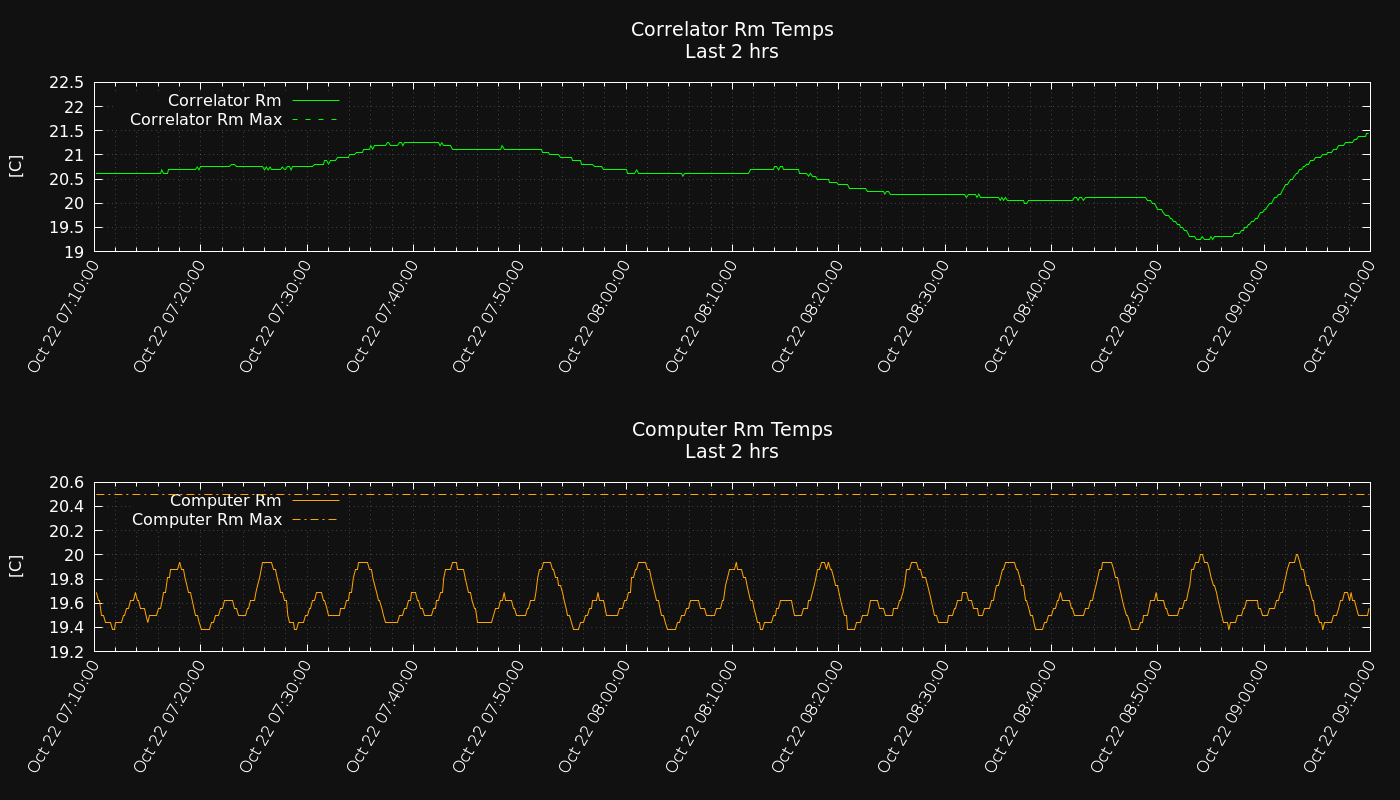 Correlator Rm Temps
Last 2 hrs
22.5
22
21.5
21
20.5
20
19.5
19
[C]
Correlator Rm
Correlator Rm Max
Oct 22 07:10:00
Oct 22 07:20:00
Oct 22 07:30:00
Oct 22 07:40:00
Oct 22 07:50:00
Oct 22 08:00:00
Oct 22 08:10:00
Oct 22 08:20:00
Oct 22 08:30:00
Oct 22 08:40:00
Oct 22 08:50:00
Oct 22 09:00:00
Oct 22 09:10:00
Computer Rm Temps
Last 2 hrs
20.6
20.4
20.2
20
19.8
19.6
19.4
19.2
[C]
Computer Rm
Computer Rm Max
Oct 22 07:10:00
Oct 22 07:20:00
Oct 22 07:30:00
Oct 22 07:40:00
Oct 22 07:50:00
Oct 22 08:00:00
Oct 22 08:10:00
Oct 22 08:20:00
Oct 22 08:30:00
Oct 22 08:40:00
Oct 22 08:50:00
Oct 22 09:00:00
Oct 22 09:10:00